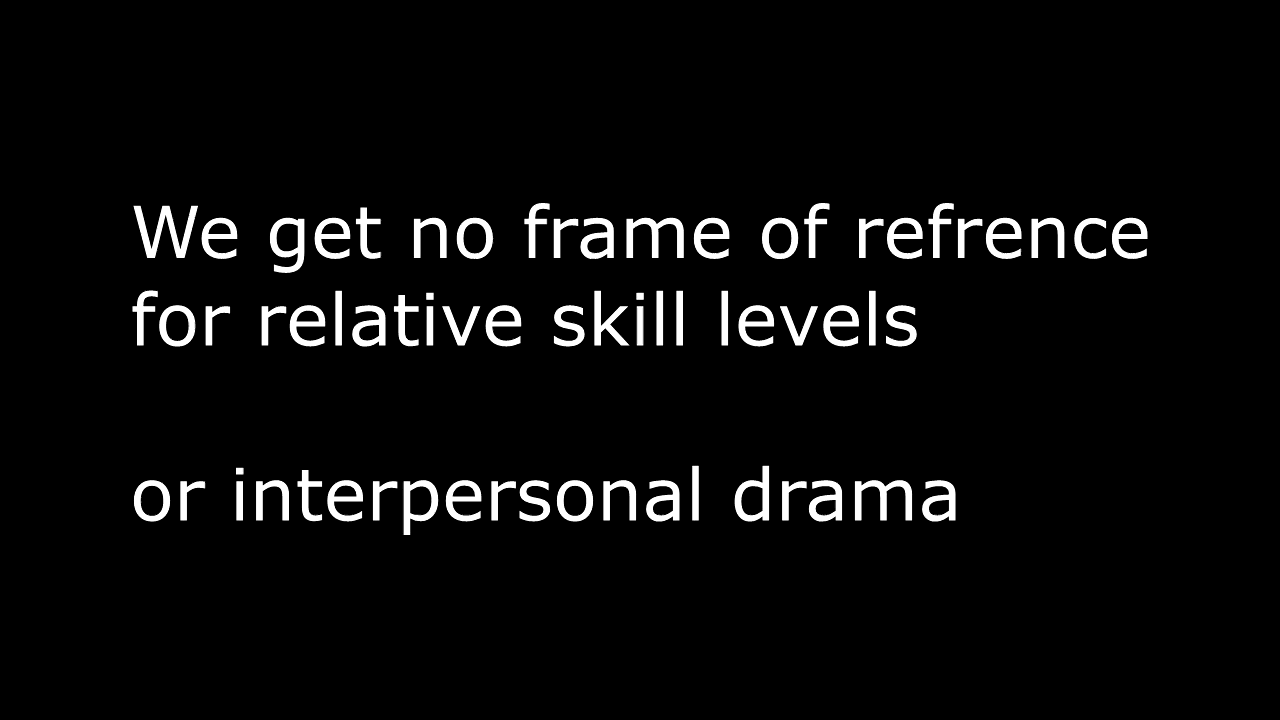 We get no frame of refrence
for relative skill levels
or interpersonal drama